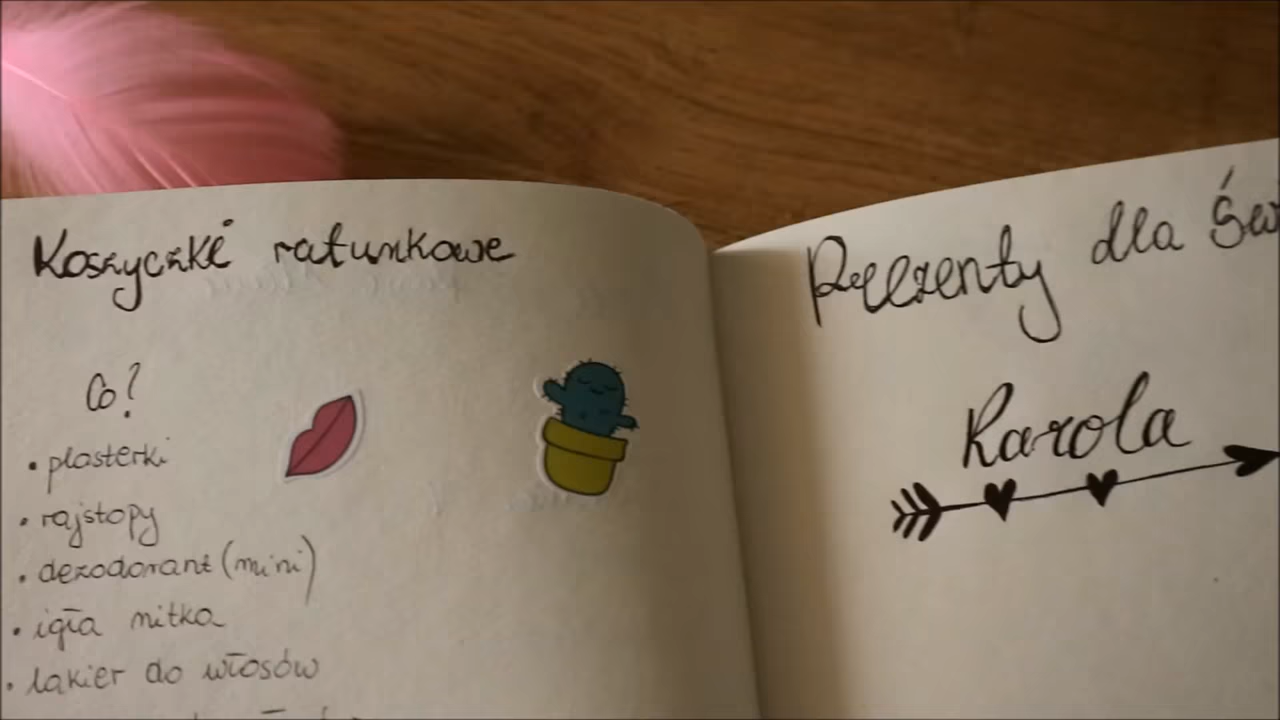 Koszyczki ratunkowe
Co?
• plasterki
• rajstopy
• dezodorant (mini)
• igła nitka
• lakier do włosów
Prezenty dla Św
Karola